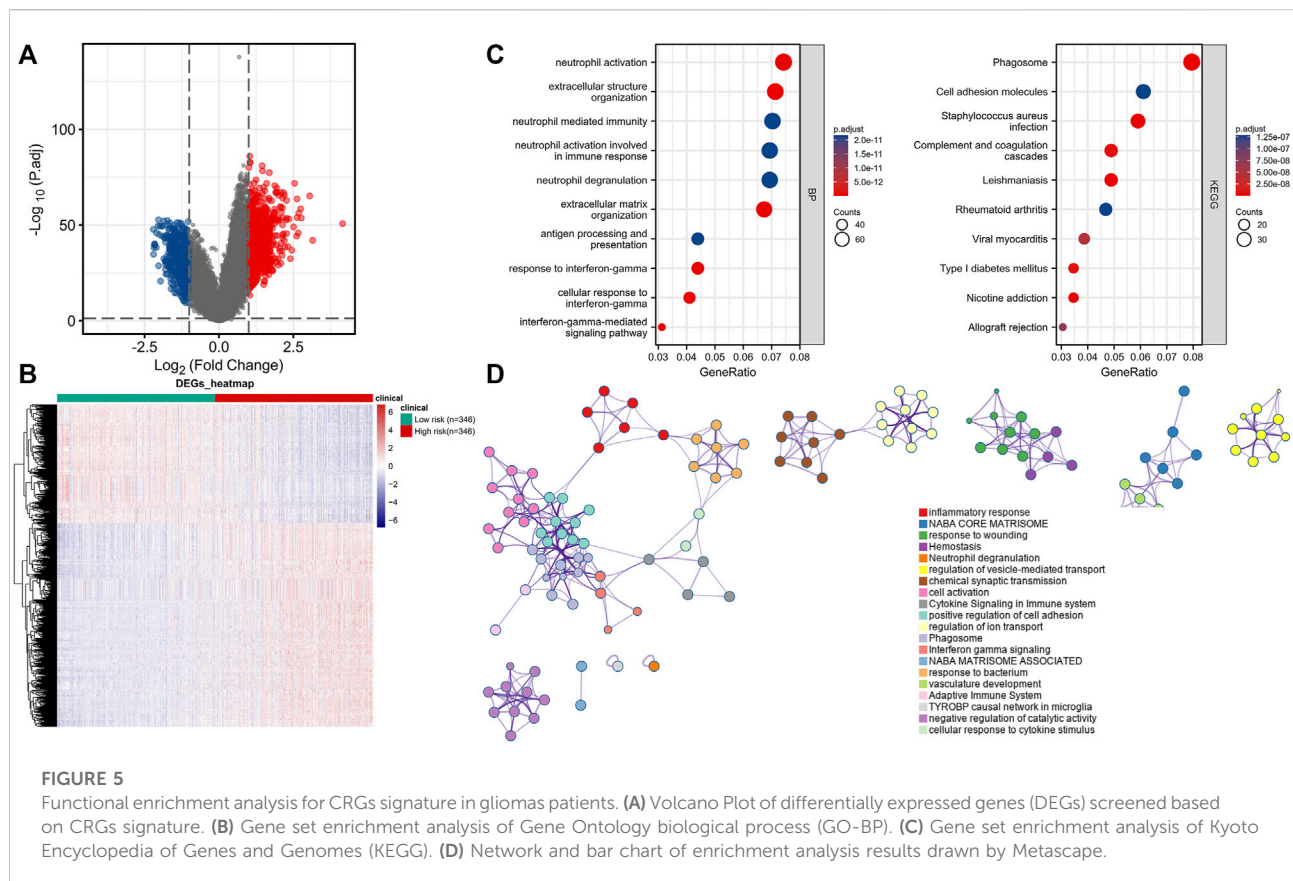 A
-Log 10 (P.adj)
100
50
0
-2.5
0.0
2.5
Log2 (Fold Change)
B
DEGs_heatmap
clinical
6
4
2
0
−2
−4
−6
clinical
Low risk (n=346)
High risk(n=346)
C
neutrophil activation
extracellular structure
organization
neutrophil mediated immunity
neutrophil activation involved
in immune response
neutrophil degranulation
extracellular matrix
organization
antigen processing and
presentation
response to interferon-gamma
cellular response to
interferon-gamma
interferon-gamma-mediated
signaling pathway
0.03 0.04 0.05 0.06 0.07 0.08
GeneRatio
BP
p.adjust
2.0e-11
1.5e-11
1.0e-11
5.0e-12
Counts
40
60
Phagosome
Cell adhesion molecules
Staphylococcus aureus
infection
Complement and coagulation
cascades
Leishmaniasis
Rheumatoid arthritis
Viral myocarditis
Type I diabetes mellitus
Nicotine addiction
Allograft rejection
0.03 0.04 0.05 0.06 0.07 0.08
GeneRatio
KEGG
p.adjust
1.25e-07
1.00e-07
7.50e-08
5.00e-08
2.50e-08
Counts
20
30
D
inflammatory response
NABA CORE MATRISOME
response to wounding
Hemostasis
Neutrophil degranulation
regulation of vesicle-mediated transport
chemical synaptic transmission
cell activation
Cytokine Signaling in Immune system
positive regulation of cell adhesion
regulation of ion transport
Phagosome
Interferon gamma signaling
NABA MATRISOME ASSOCIATED
response to bacterium
vasculature development
Adaptive Immune System
TYROBP causal network in microglia
negative regulation of catalytic activity
cellular response to cytokine stimulus
FIGURE 5
Functional enrichment analysis for CRGs signature in gliomas patients. (A) Volcano Plot of differentially expressed genes (DEGs) screened based
on CRGs signature. (B) Gene set enrichment analysis of Gene Ontology biological process (GO-BP). (C) Gene set enrichment analysis of Kyoto
Encyclopedia of Genes and Genomes (KEGG). (D) Network and bar chart of enrichment analysis results drawn by Metascape.